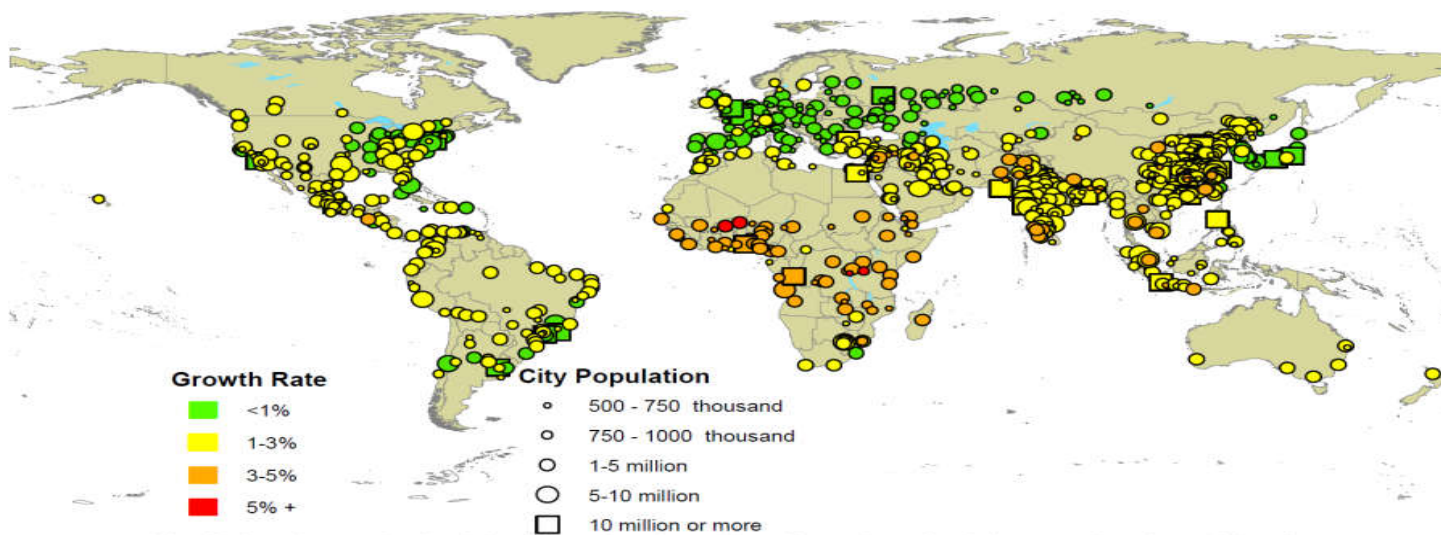 Growth Rate
<1%
1-3%
3-5%
5% +
City Population
500 - 750 thousand
750 - 1000 thousand
1-5 million
5-10 million
10 million or more